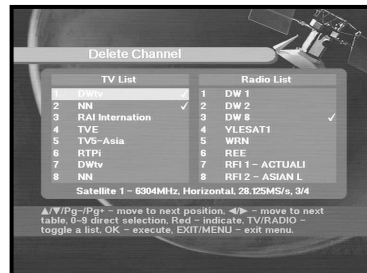 Delete Channel
TV List
1 DWtv ✓
2 NN ✓
3 RAI Internation
4 TVE
5 TV5-Asia
6 RTPi
7 DWtv
8 NN
Radio List
1 DW 1
2 DW 2
3 DW 8 ✓
4 YLESAT1
5 WRN
6 REE
7 RFI 1 - ACTUALI
8 RFI 2 - ASIAN L
Satellite 1 - 6304MHz, Horizontal, 28.125MS/s, 3/4
▲/▼/Pg-/Pg+ - move to next position, ◀/▶ - move to next
table, 0-9 direct selection, Red - indicate, TV/RADIO -
toggle a list, OK - execute, EXIT/MENU - exit menu.